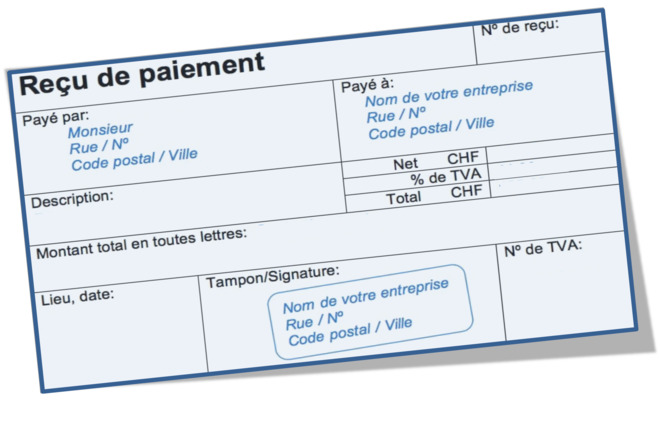 Reçu de paiement
Nº de reçu:
Payé par:
Monsieur
Rue / Nº
Code postal / Ville
Payé à:
Nom de votre entreprise
Rue / Nº
Code postal / Ville
Description:
Net CHF
% de TVA
Total CHF
Montant total en toutes lettres:
Lieu, date:
Tampon/Signature:
Nom de votre entreprise
Rue / Nº
Code postal / Ville
Nº de TVA: